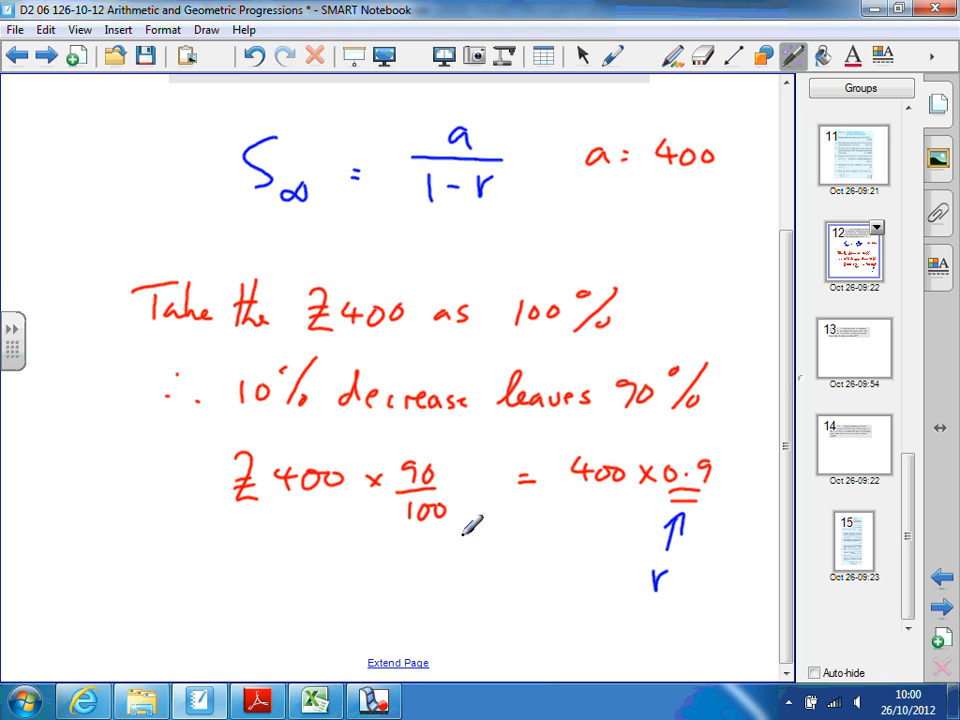 D2 06 126-10-12 Arithmetic and Geometric Progressions * - SMART Notebook
File Edit View Insert Format Draw Help
S∞ = a / 1 - r
a = 400
Take the Ƶ400 as 100%
∴ 10% decrease leaves 90%
Ƶ 400 × 90/100 = 400 × 0.9
r
Extend Page
Groups
11
Oct 26-09:21
12
Oct 26-09:22
13
Oct 26-09:54
14
Oct 26-09:22
15
Oct 26-09:23
Auto-hide
10:00
26/10/2012